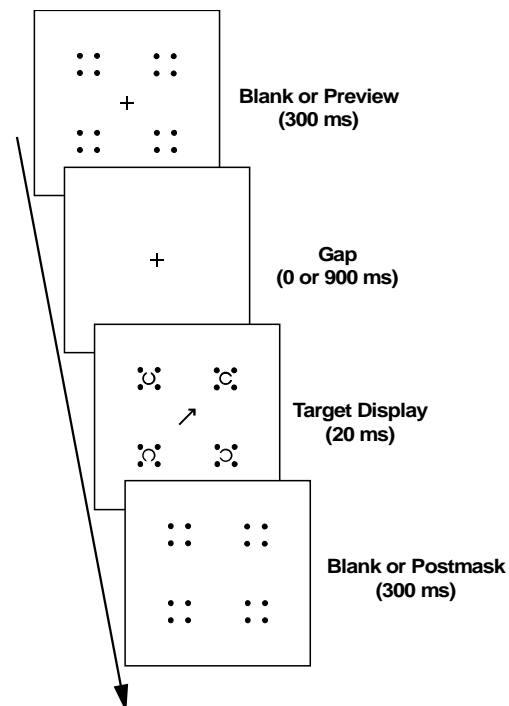 Blank or Preview
(300 ms)
Gap
(0 or 900 ms)
Target Display
(20 ms)
Blank or Postmask
(300 ms)